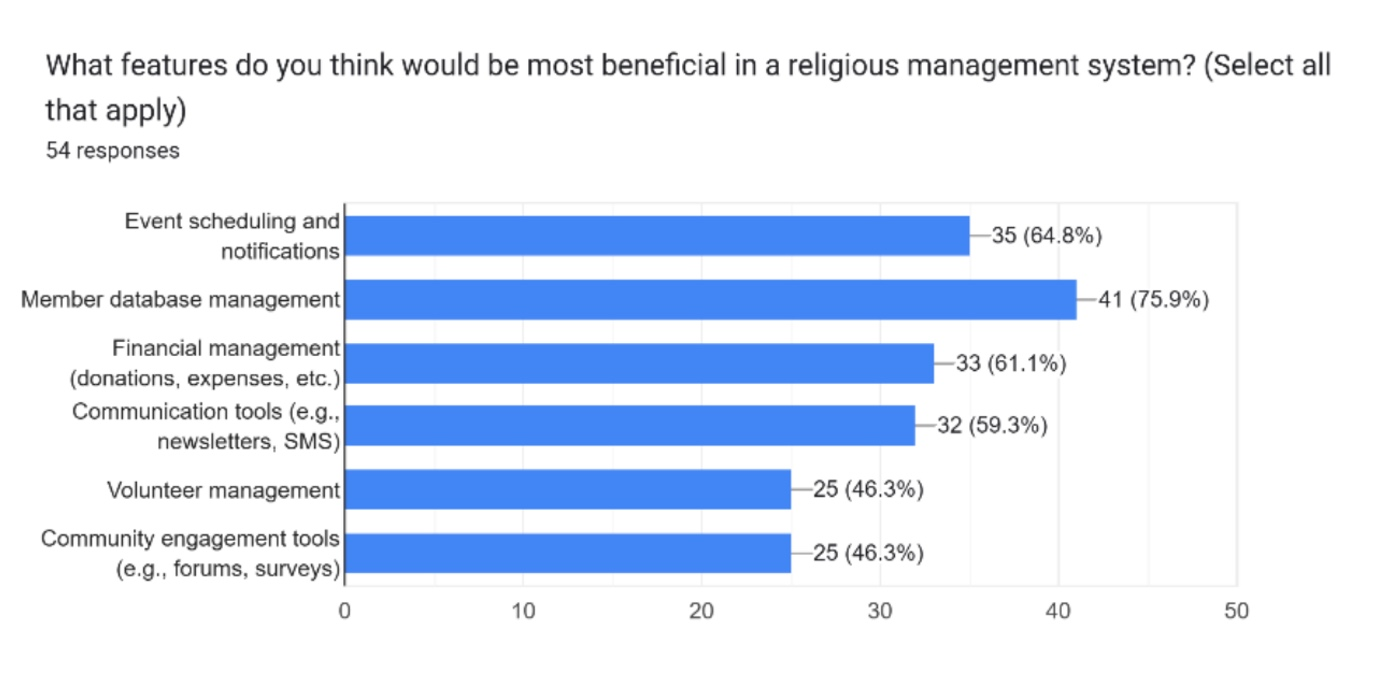 What features do you think would be most beneficial in a religious management system? (Select all
that apply)
54 responses
Event scheduling and
notifications
35 (64.8%)
Member database management
41 (75.9%)
Financial management
(donations, expenses, etc.)
33 (61.1%)
Communication tools (e.g.,
newsletters, SMS)
32 (59.3%)
Volunteer management
25 (46.3%)
Community engagement tools
(e.g., forums, surveys)
25 (46.3%)
0 10 20 30 40 50